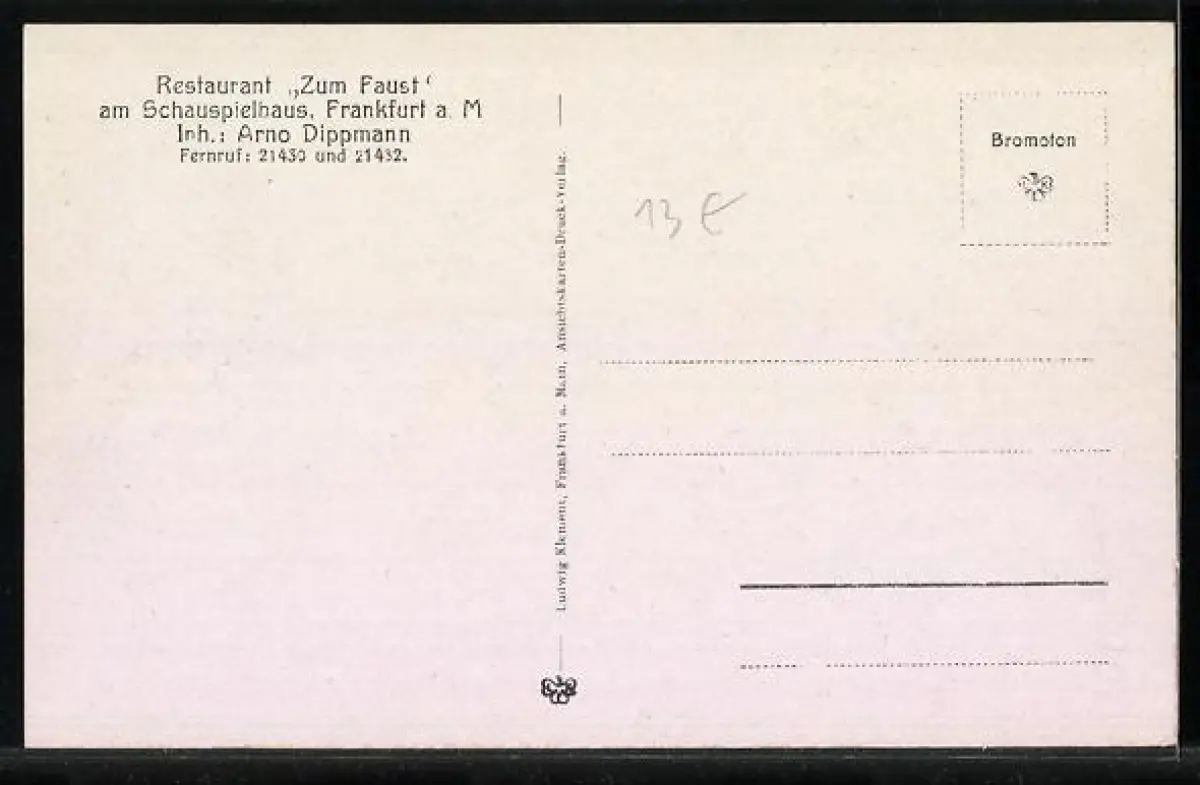 Restaurant „Zum Faust“
am Schauspielhaus, Frankfurt a. M
Inh.: Arno Dippmann
Fernruf: 21430 und 21432.
Ludwig Klement, Frankfurt a. Main, Ansichtskarten-Druck-Verlag.
13 €
Bromoton